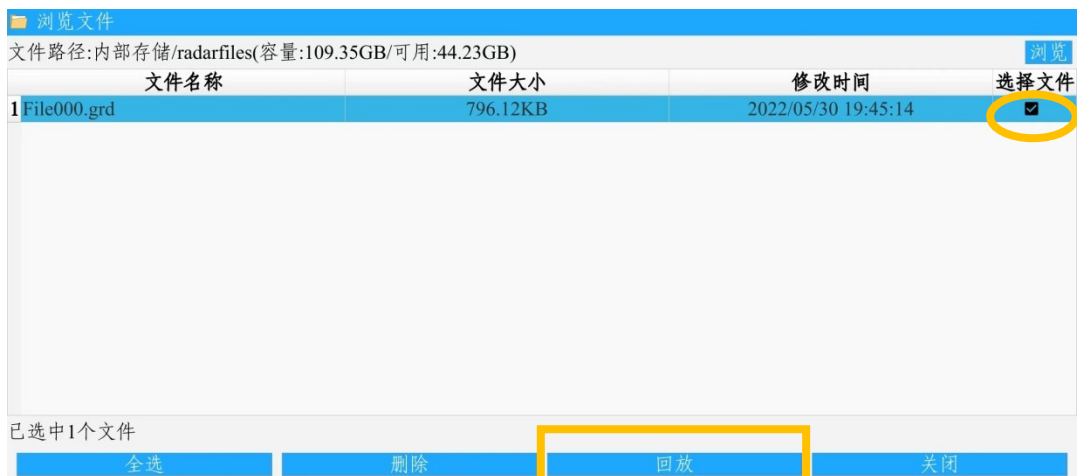 浏览文件
文件路径:内部存储/radarfiles(容量:109.35GB/可用:44.23GB) 浏览
文件名称 文件大小 修改时间 选择文件
1 File000.grd 796.12KB 2022/05/30 19:45:14
已选中1个文件
全选 删除 回放 关闭